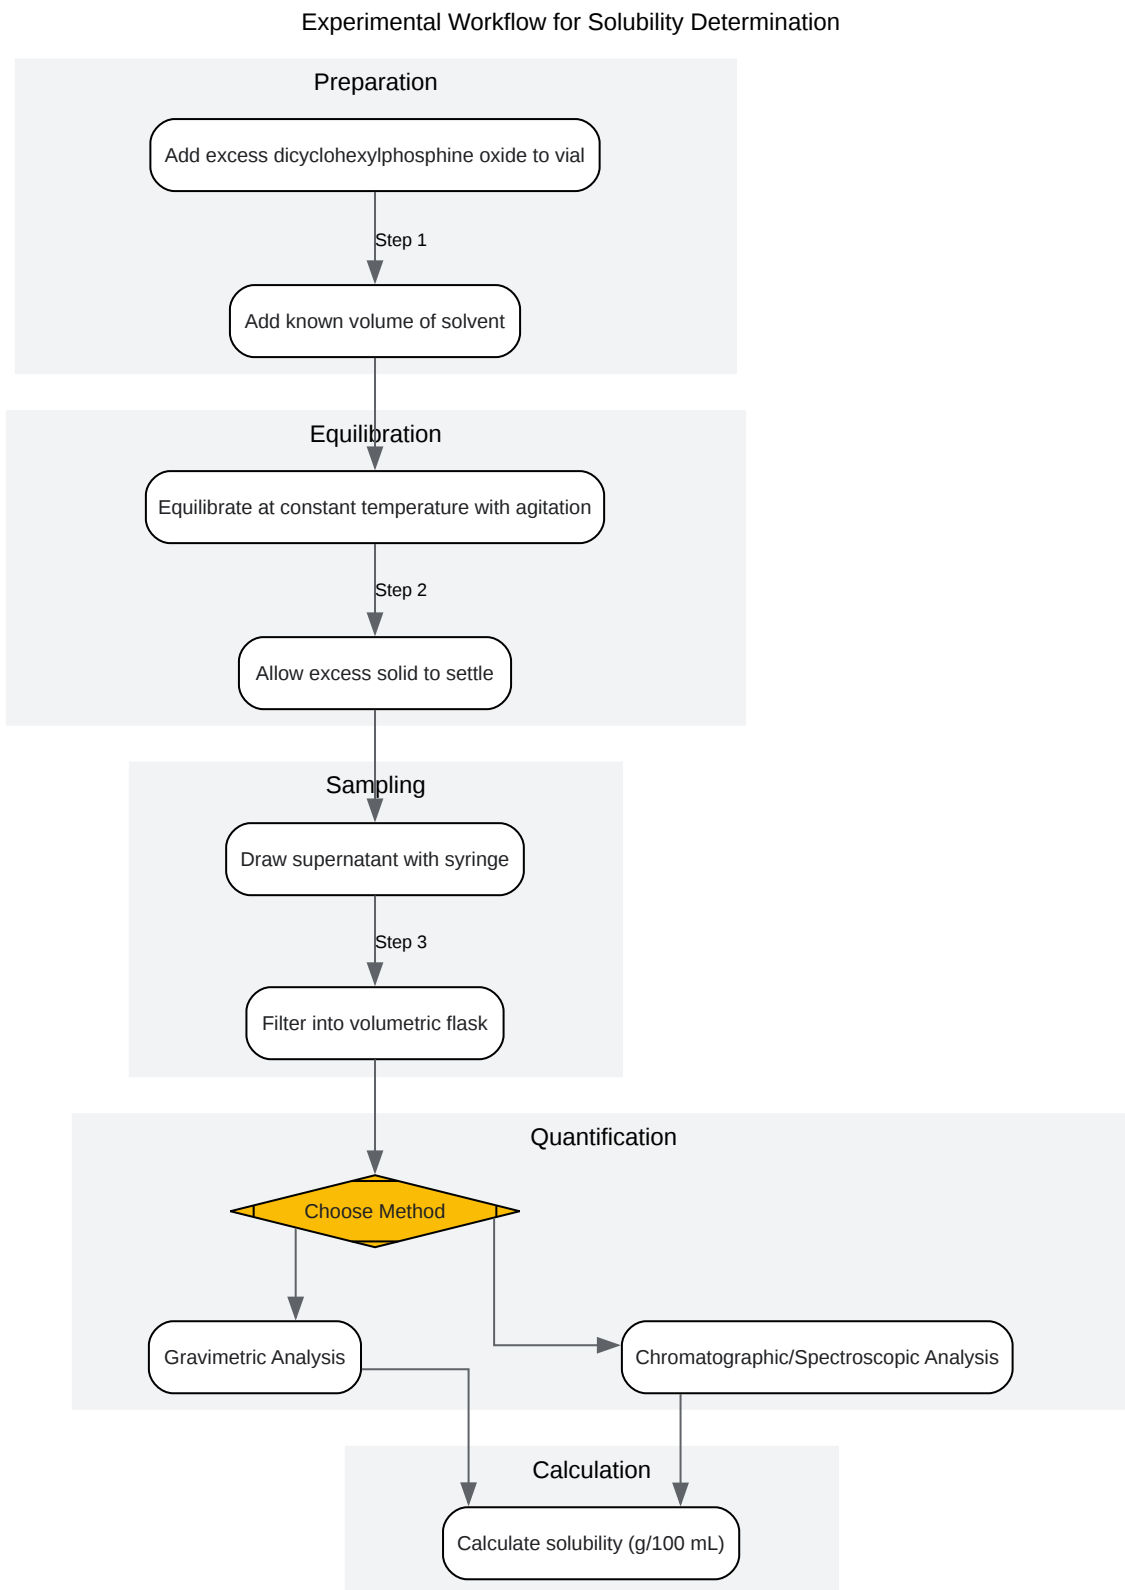 Experimental Workflow for Solubility Determination
Preparation
Add excess dicyclohexylphosphine oxide to vial
Step 1
Add known volume of solvent
Equilibration
Equilibrate at constant temperature with agitation
Step 2
Allow excess solid to settle
Sampling
Draw supernatant with syringe
Step 3
Filter into volumetric flask
Quantification
Choose Method
Gravimetric Analysis
Chromatographic/Spectroscopic Analysis
Calculation
Calculate solubility (g/100 mL)